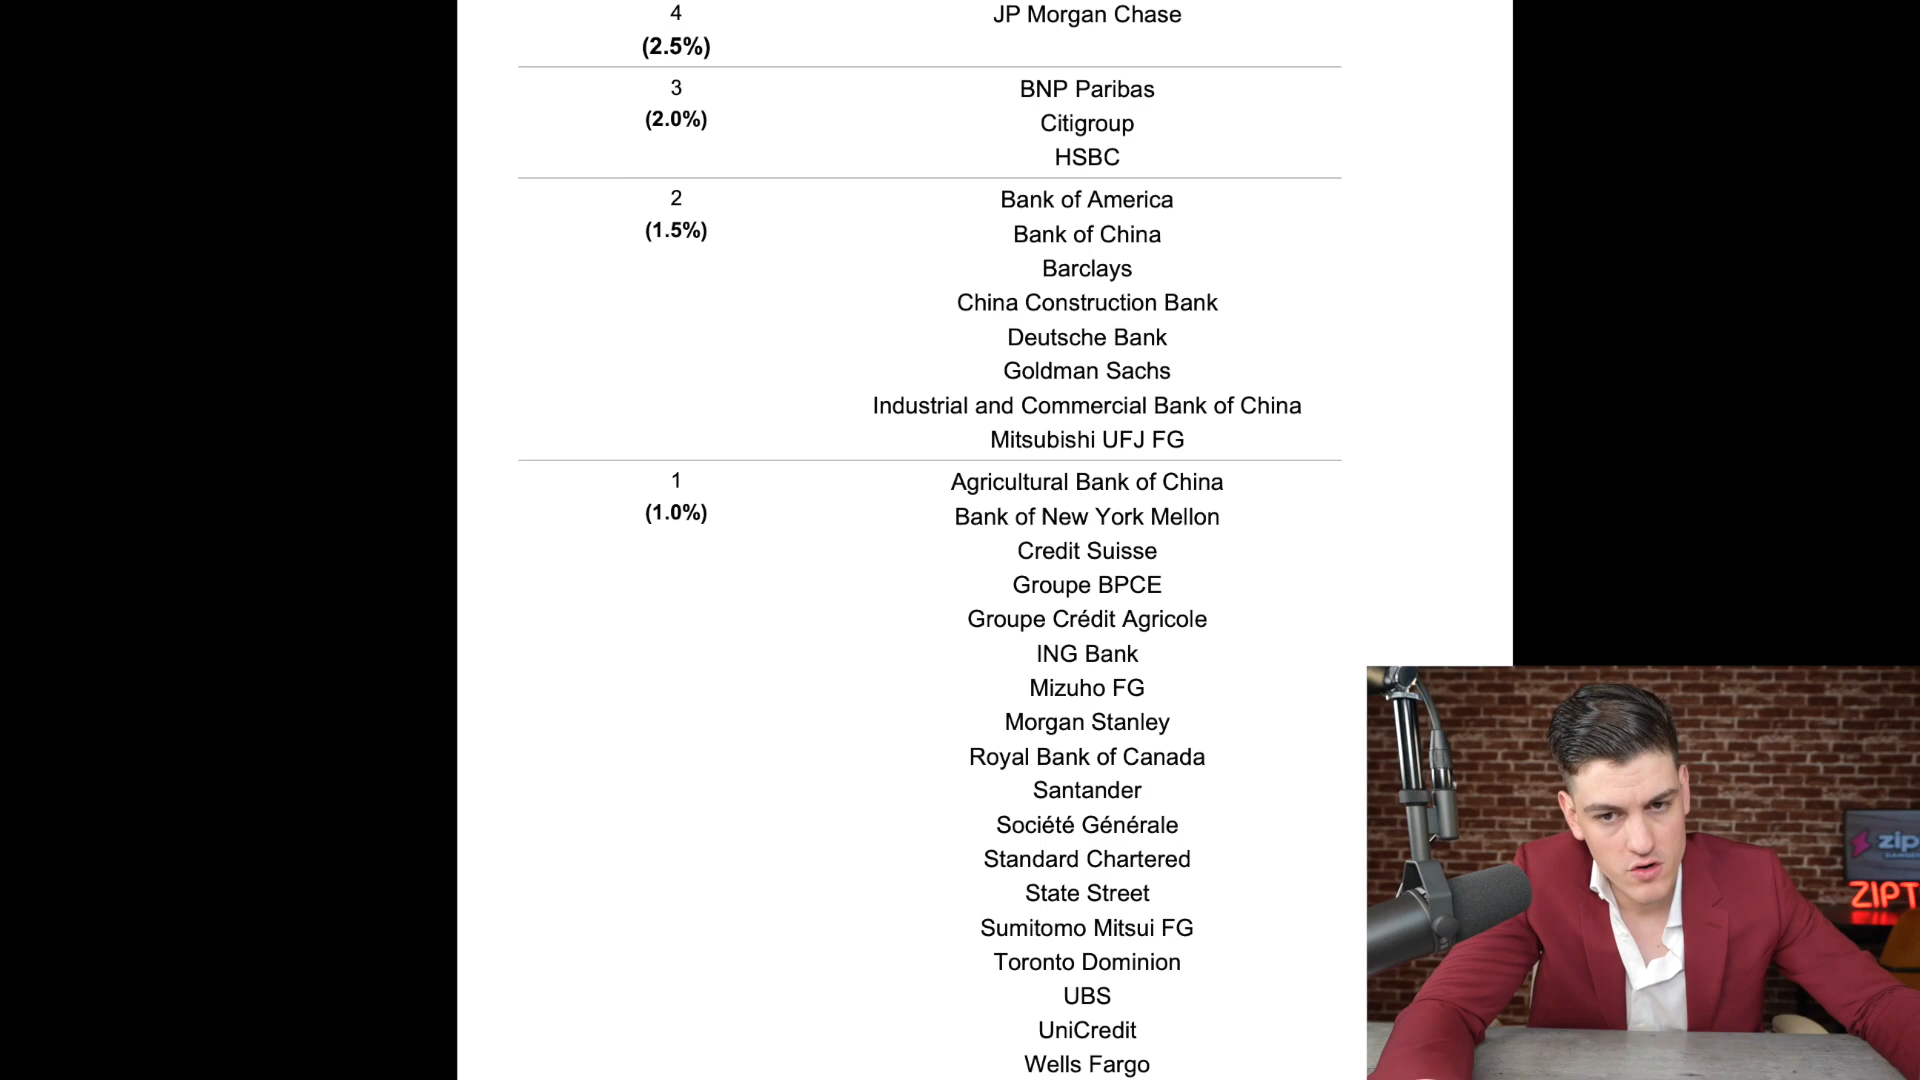 4
JP Morgan Chase
(2.5%)
3
BNP Paribas
(2.0%)
Citigroup
HSBC
2
Bank of America
(1.5%)
Bank of China
Barclays
China Construction Bank
Deutsche Bank
Goldman Sachs
Industrial and Commercial Bank of China
Mitsubishi UFJ FG
1
Agricultural Bank of China
(1.0%)
Bank of New York Mellon
Credit Suisse
Groupe BPCE
Groupe Crédit Agricole
ING Bank
Mizuho FG
Morgan Stanley
Royal Bank of Canada
Santander
Société Générale
Standard Chartered
State Street
Sumitomo Mitsui FG
Toronto Dominion
UBS
UniCredit
Wells Fargo
zip
ZIPT